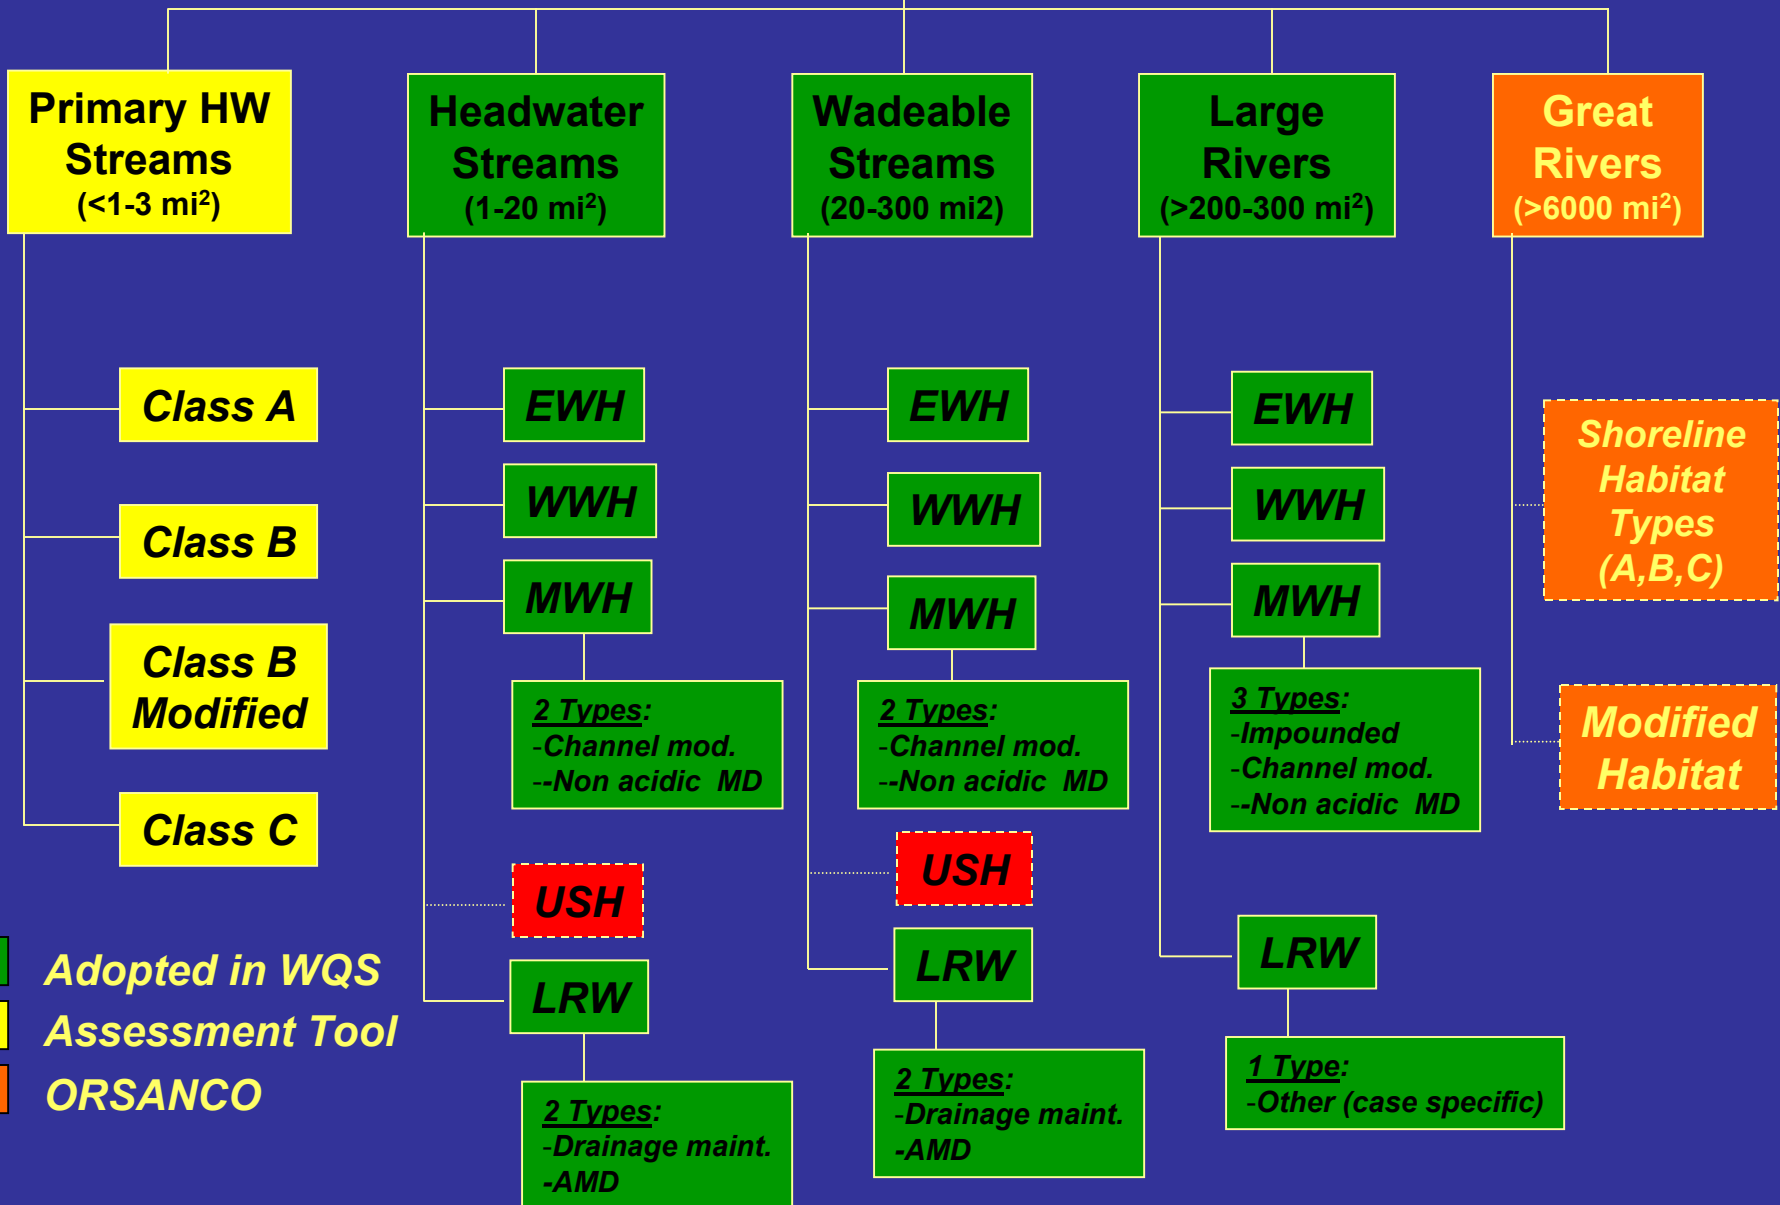 Primary HW
Streams
(<1-3 mi²)
Headwater
Streams
(1-20 mi²)
Wadeable
Streams
(20-300 mi2)
Large
Rivers
(>200-300 mi²)
Great
Rivers
(>6000 mi²)
Class A
Class B
Class B
Modified
Class C
EWH
WWH
MWH
2 Types:
-Channel mod.
--Non acidic MD
USH
LRW
2 Types:
-Drainage maint.
-AMD
EWH
WWH
MWH
2 Types:
-Channel mod.
--Non acidic MD
USH
LRW
2 Types:
-Drainage maint.
-AMD
EWH
WWH
MWH
3 Types:
-Impounded
-Channel mod.
--Non acidic MD
LRW
1 Type:
-Other (case specific)
Shoreline
Habitat
Types
(A,B,C)
Modified
Habitat
Adopted in WQS
Assessment Tool
ORSANCO